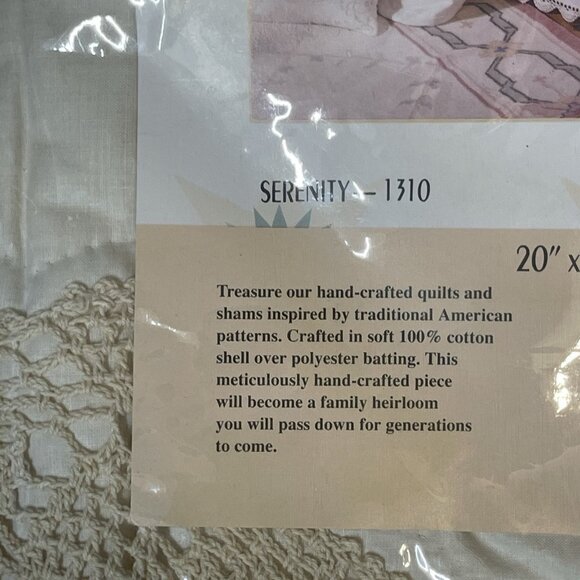 SERENITY — 1310
20" x
Treasure our hand-crafted quilts and
shams inspired by traditional American
patterns. Crafted in soft 100% cotton
shell over polyester batting. This
meticulously hand-crafted piece
will become a family heirloom
you will pass down for generations
to come.